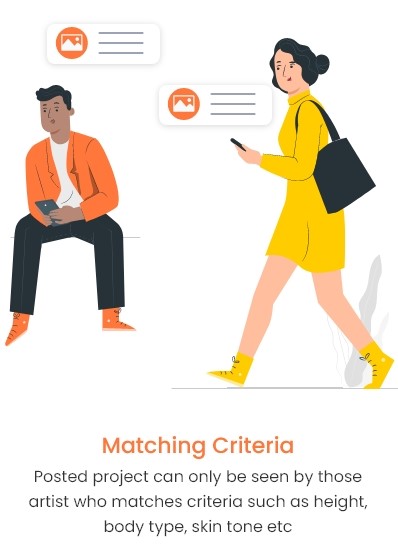 Matching Criteria
Posted project can only be seen by those
artist who matches criteria such as height,
body type, skin tone etc